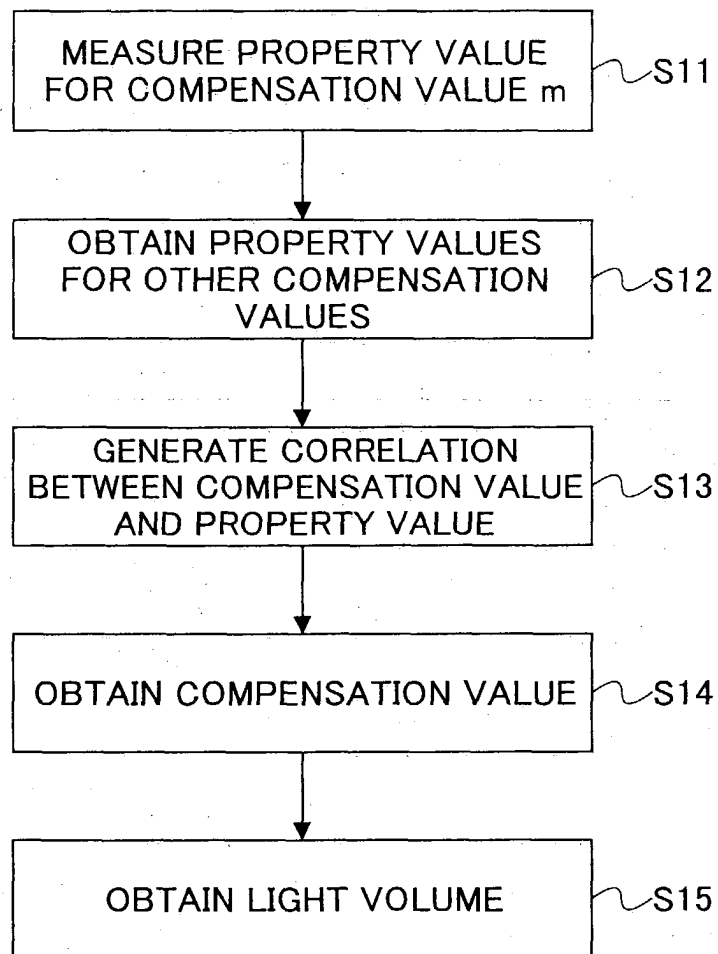 MEASURE PROPERTY VALUE
FOR COMPENSATION VALUE m
S11
OBTAIN PROPERTY VALUES
FOR OTHER COMPENSATION
VALUES
S12
GENERATE CORRELATION
BETWEEN COMPENSATION VALUE
AND PROPERTY VALUE
S13
OBTAIN COMPENSATION VALUE
S14
OBTAIN LIGHT VOLUME
S15